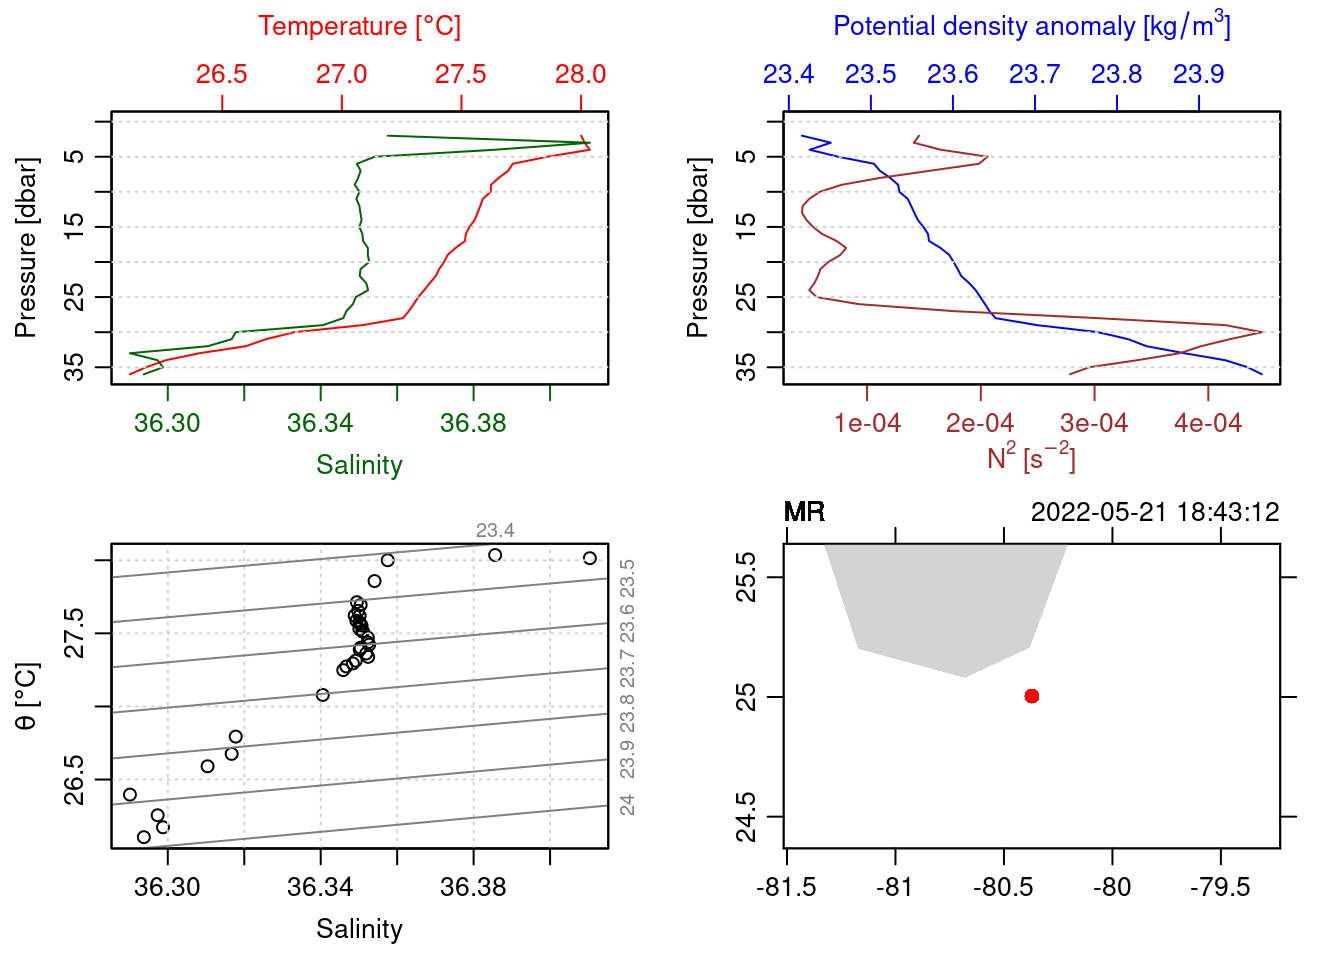 Temperature [°C]
26.5 27.0 27.5 28.0
Pressure [dbar]
5 15 25 35
36.30 36.34 36.38
Salinity
Potential density anomaly [kg/m³]
23.4 23.5 23.6 23.7 23.8 23.9
Pressure [dbar]
5 15 25 35
1e-04 2e-04 3e-04 4e-04
N² [s⁻²]
23.4
23.5
23.6
23.7
23.8
23.9
24
θ [°C]
27.5
26.5
36.30 36.34 36.38
Salinity
MR 2022-05-21 18:43:12
25.5
25
24.5
-81.5 -81 -80.5 -80 -79.5